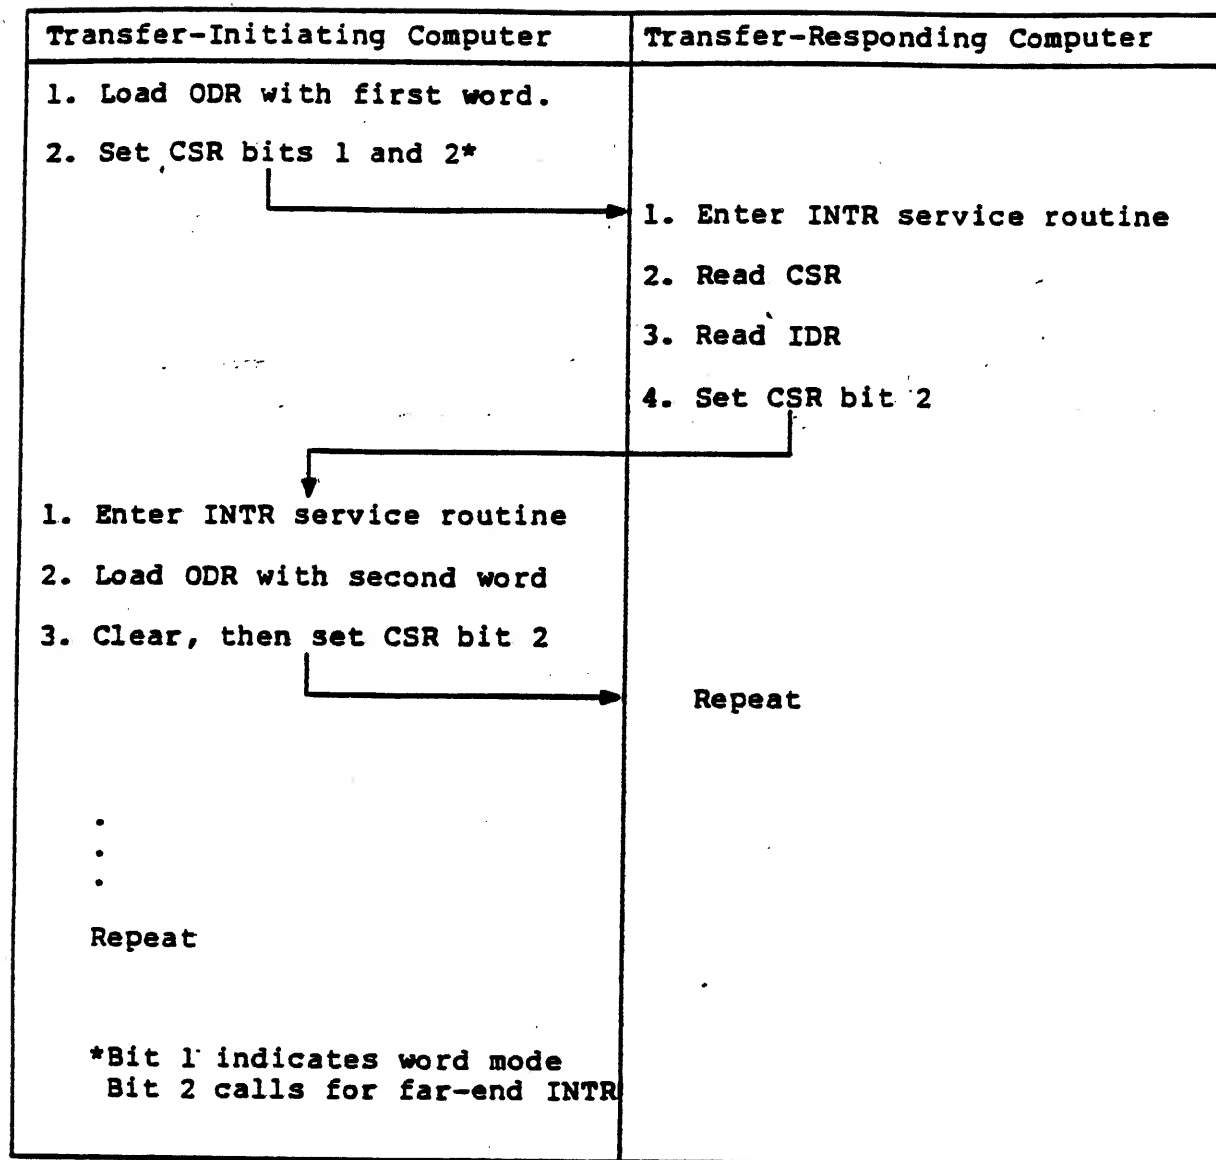 Transfer-Initiating Computer
Transfer-Responding Computer
1. Load ODR with first word.
2. Set CSR bits 1 and 2*
1. Enter INTR service routine
2. Read CSR
3. Read IDR
4. Set CSR bit 2
1. Enter INTR service routine
2. Load ODR with second word
3. Clear, then set CSR bit 2
Repeat
.
.
.
Repeat
*Bit 1 indicates word mode
Bit 2 calls for far-end INTR